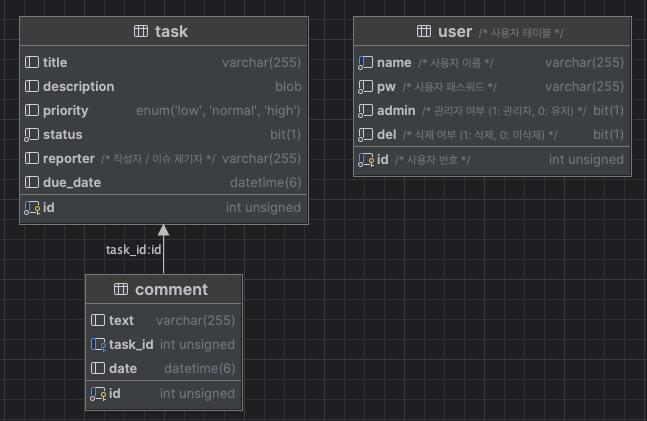 task
title varchar(255)
description blob
priority enum('low', 'normal', 'high')
status bit(1)
reporter /* 작성자 / 이슈 제기자 */ varchar(255)
due_date datetime(6)
id int unsigned
user /* 사용자 테이블 */
name /* 사용자 이름 */ varchar(255)
pw /* 사용자 패스워드 */ varchar(255)
admin /* 관리자 여부 (1: 관리자, 0: 유저) */ bit(1)
del /* 삭제 여부 (1: 삭제, 0: 미삭제) */ bit(1)
id /* 사용자 번호 */ int unsigned
task_id:id
comment
text varchar(255)
task_id int unsigned
date datetime(6)
id int unsigned